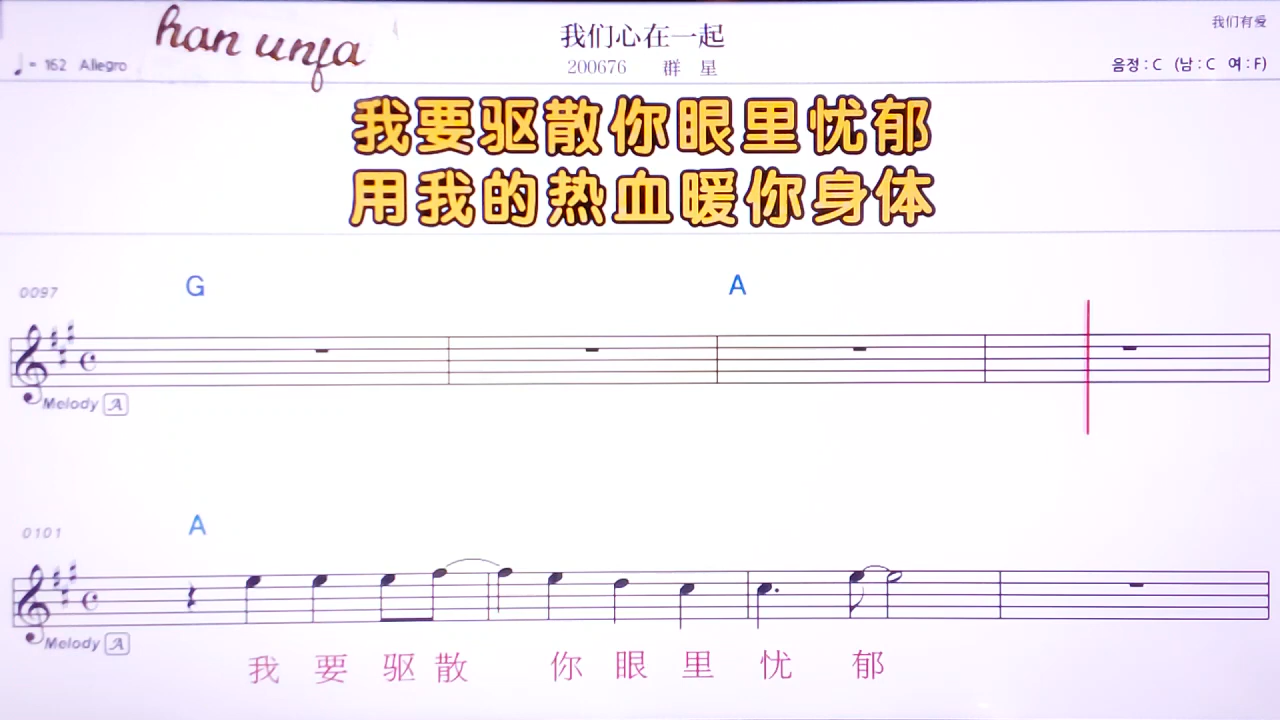 han unfa
我们心在一起
我们有爱
♩= 162 Allegro
200676 群 星
음정 : C (남 : C 여 : F)
我要驱散你眼里忧郁
用我的热血暖你身体
0097
G A
Melody A
0101
A
Melody A
我 要 驱 散 你 眼 里 忧 郁